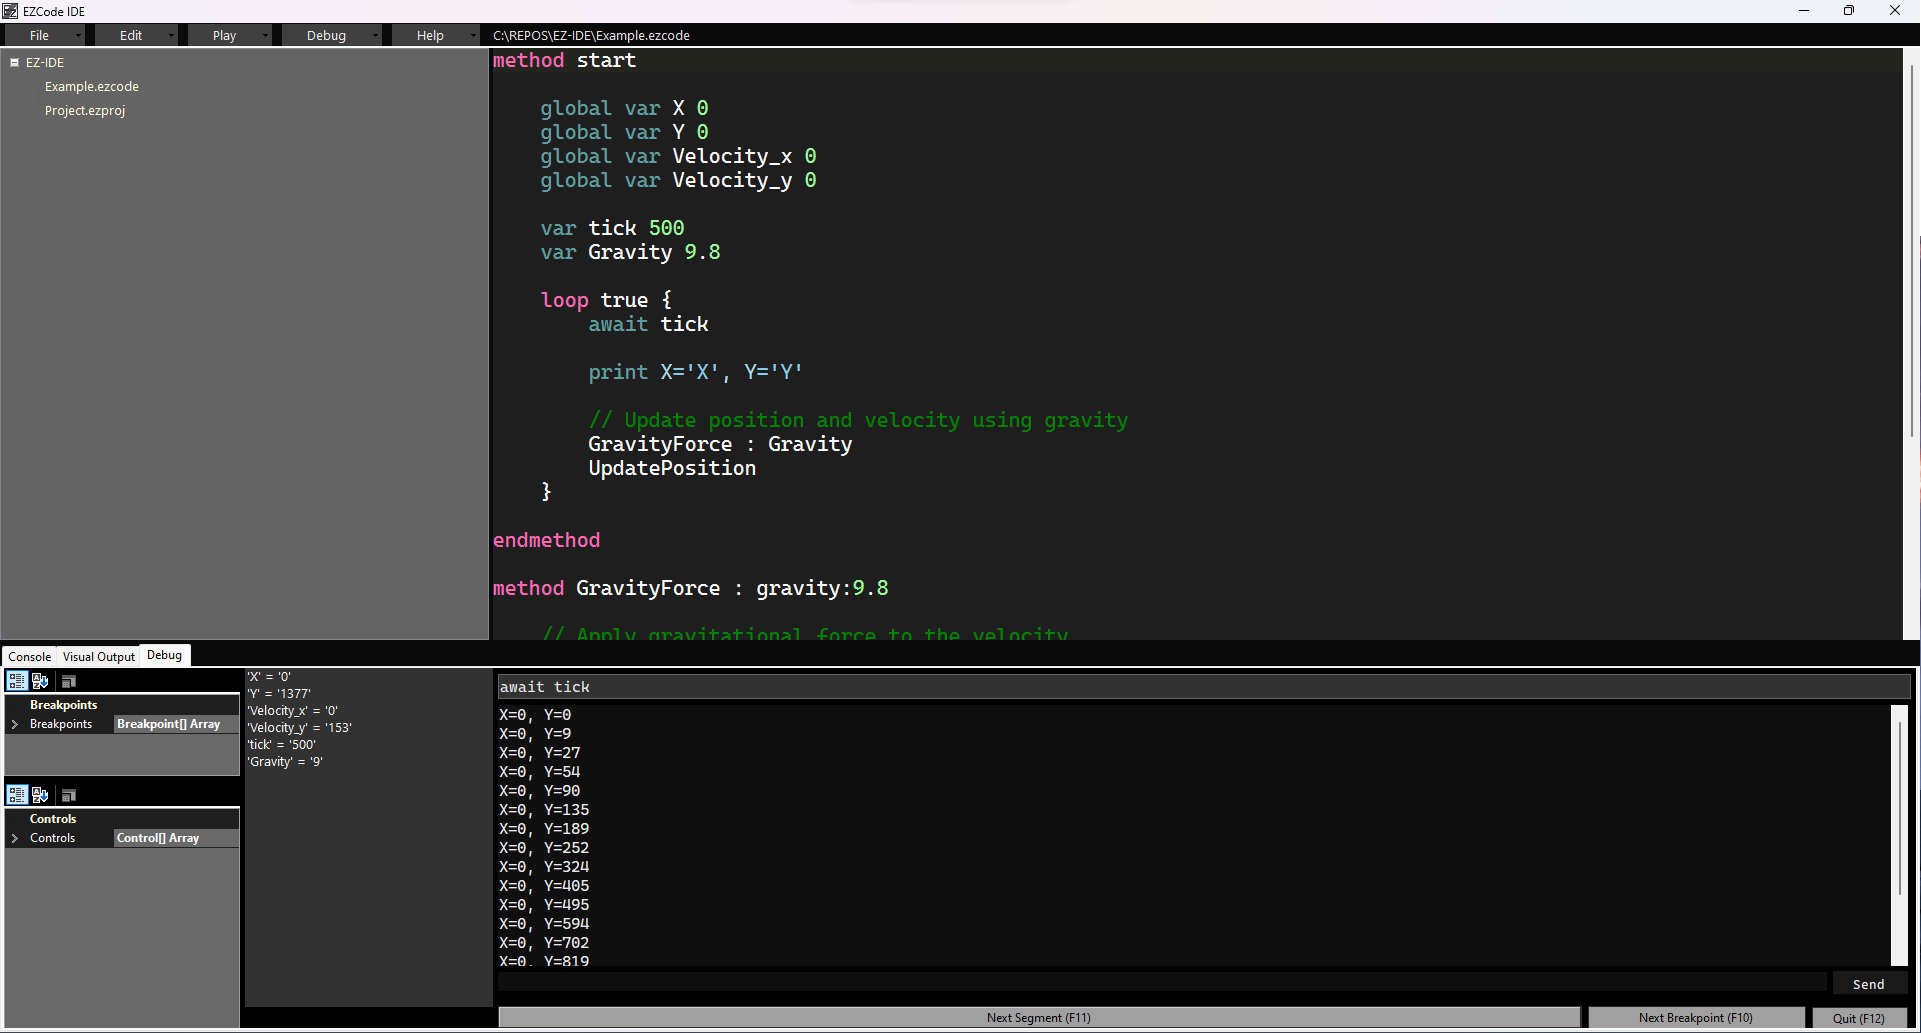 EZCode IDE
File Edit Play Debug Help C:\REPOS\EZ-IDE\Example.ezcode
EZ-IDE
Example.ezcode
Project.ezproj
method start
global var X 0
global var Y 0
global var Velocity_x 0
global var Velocity_y 0
var tick 500
var Gravity 9.8
loop true {
await tick
print X='X', Y='Y'
// Update position and velocity using gravity
GravityForce : Gravity
UpdatePosition
}
endmethod
method GravityForce : gravity:9.8
// Apply gravitational force to the velocity
Console Visual Output Debug
Breakpoints
Breakpoints Breakpoint[] Array
Controls
Controls Control[] Array
'X' = '0'
'Y' = '1377'
'Velocity_x' = '0'
'Velocity_y' = '153'
'tick' = '500'
'Gravity' = '9'
await tick
X=0, Y=0
X=0, Y=9
X=0, Y=27
X=0, Y=54
X=0, Y=90
X=0, Y=135
X=0, Y=189
X=0, Y=252
X=0, Y=324
X=0, Y=405
X=0, Y=495
X=0, Y=594
X=0, Y=702
X=0, Y=819
Send
Next Segment (F11) Next Breakpoint (F10) Quit (F12)